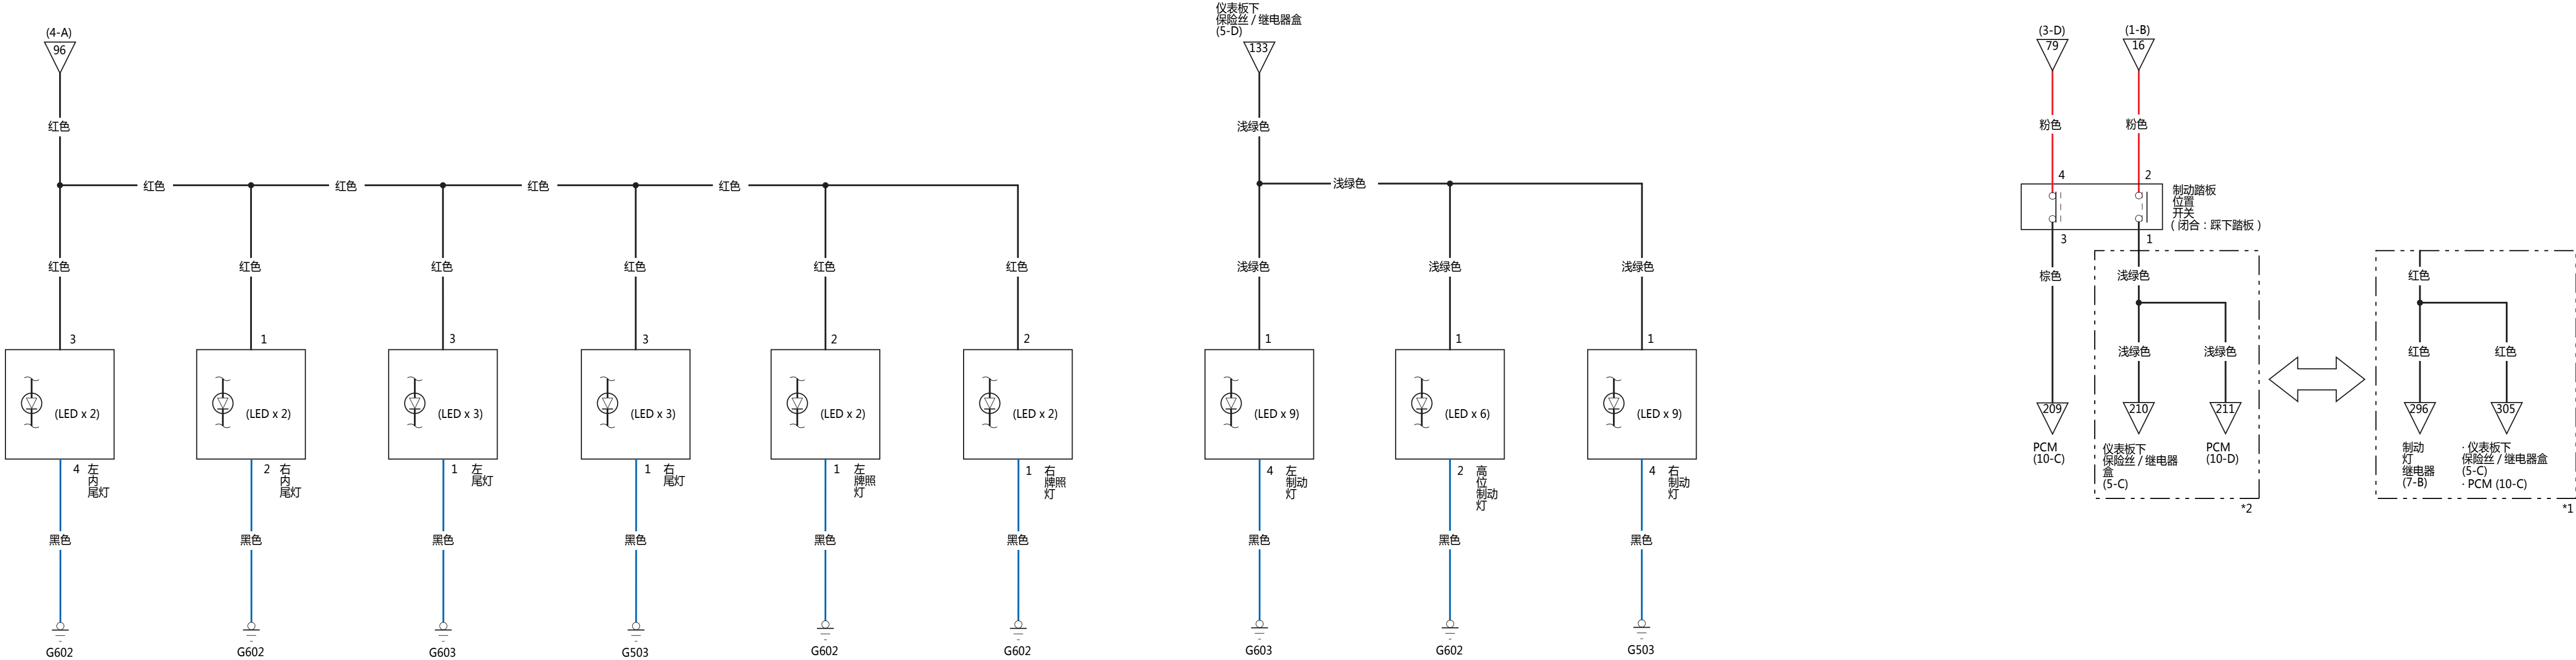 (4-A)
96
红色
红色
红色
红色
红色
红色
红色
红色
红色
红色
红色
3
1
3
3
2
2
(LED x 2)
(LED x 2)
(LED x 3)
(LED x 3)
(LED x 2)
(LED x 2)
4
左
内
尾灯
2
右
内
尾灯
1
左
尾灯
1
右
尾灯
1
左
牌照
灯
1
右
牌照
灯
黑色
黑色
黑色
黑色
黑色
黑色
G602
G602
G603
G503
G602
G602
仪表板下
保险丝 / 继电器盒
(5-D)
133
浅绿色
浅绿色
浅绿色
浅绿色
浅绿色
1
1
1
(LED x 9)
(LED x 6)
(LED x 9)
4
左
制动
灯
2
高
位
制动
灯
4
右
制动
灯
黑色
黑色
黑色
G603
G602
G503
(3-D)
79
(1-B)
16
粉色
粉色
4
2
制动踏板
位置
开关
( 闭合 : 踩下踏板 )
3
1
棕色
浅绿色
浅绿色
浅绿色
209
210
211
PCM
(10-C)
仪表板下
保险丝 / 继电器
盒
(5-C)
PCM
(10-D)
*2
红色
红色
红色
296
305
制动
灯
继电器
(7-B)
· 仪表板下
保险丝 / 继电器盒
(5-C)
· PCM (10-C)
*1